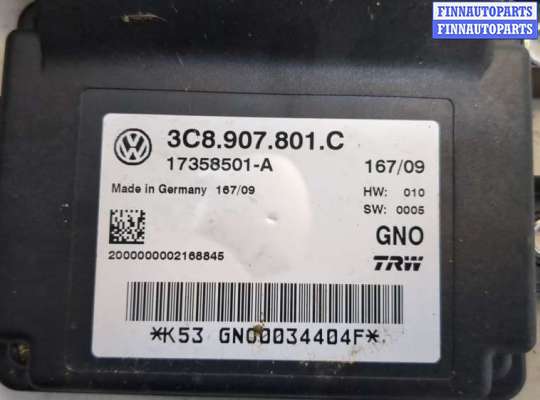 FINNAUTOPARTS
FINNAUTOPARTS
3C8.907.801.C
17358501-A 167/09
Made in Germany 167/09 HW: 010
SW: 0005
GNO
2000000002168845 TRW
*K53 GNO00034404F*